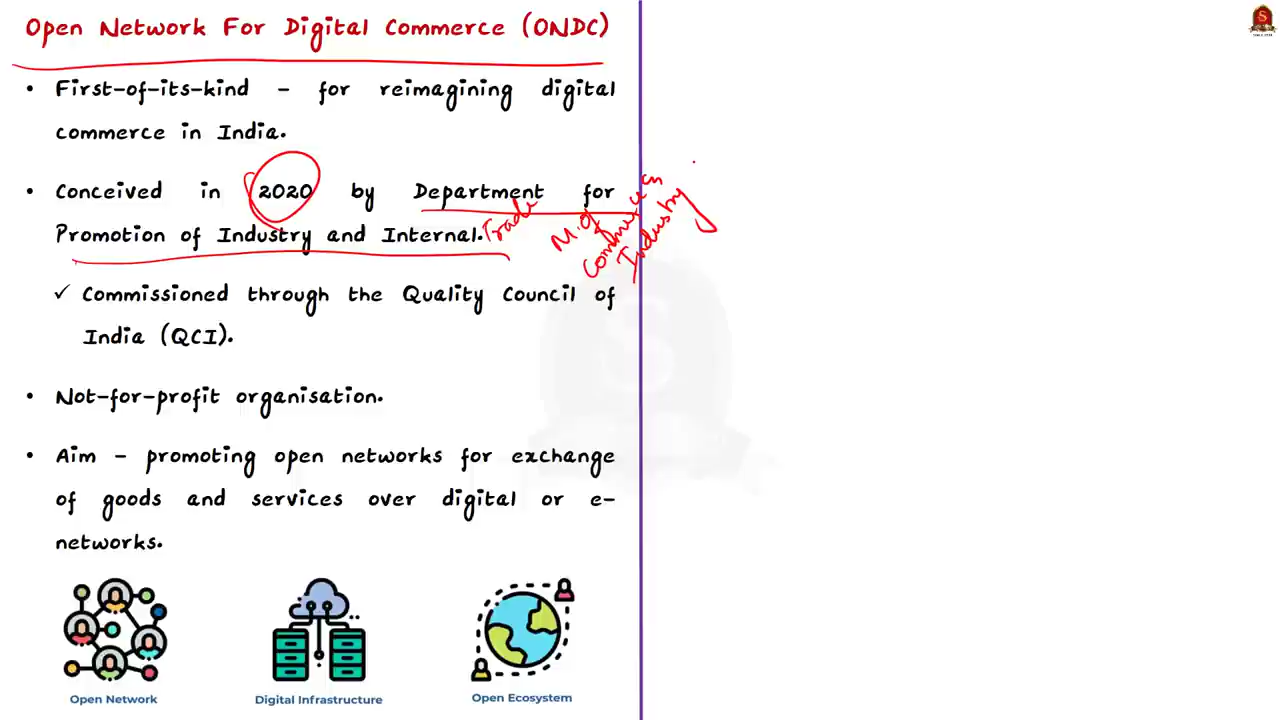 Open Network For Digital Commerce (ONDC)
• First-of-its-kind – for reimagining digital
commerce in India.
• Conceived in 2020 by Department for
Promotion of Industry and Internal. Trade
M. of
Commerce &
Industry
✓ Commissioned through the Quality Council of
India (QCI).
• Not-for-profit organisation.
• Aim – promoting open networks for exchange
of goods and services over digital or e-
networks.
Open Network
Digital Infrastructure
Open Ecosystem
S